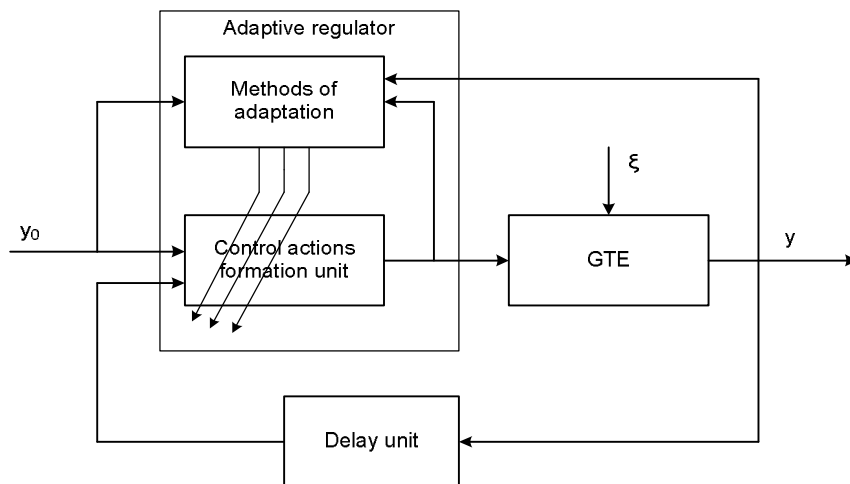 Adaptive regulator
Methods of
adaptation
ξ
y₀
Control actions
formation unit
GTE
y
Delay unit